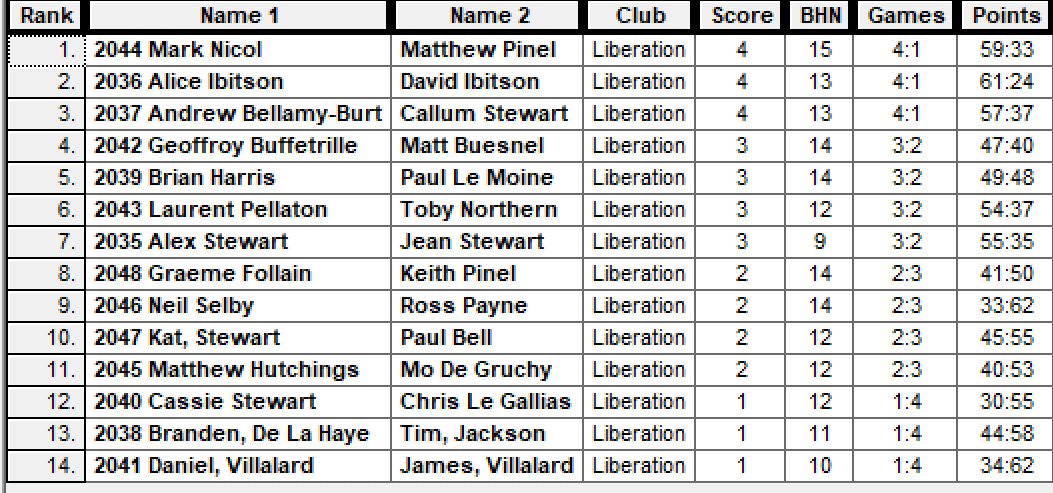 Rank Name 1 Name 2 Club Score BHN Games Points
1. 2044 Mark Nicol Matthew Pinel Liberation 4 15 4:1 59:33
2. 2036 Alice Ibitson David Ibitson Liberation 4 13 4:1 61:24
3. 2037 Andrew Bellamy-Burt Callum Stewart Liberation 4 13 4:1 57:37
4. 2042 Geoffroy Buffetrille Matt Buesnel Liberation 3 14 3:2 47:40
5. 2039 Brian Harris Paul Le Moine Liberation 3 14 3:2 49:48
6. 2043 Laurent Pellaton Toby Northern Liberation 3 12 3:2 54:37
7. 2035 Alex Stewart Jean Stewart Liberation 3 9 3:2 55:35
8. 2048 Graeme Follain Keith Pinel Liberation 2 14 2:3 41:50
9. 2046 Neil Selby Ross Payne Liberation 2 14 2:3 33:62
10. 2047 Kat, Stewart Paul Bell Liberation 2 12 2:3 45:55
11. 2045 Matthew Hutchings Mo De Gruchy Liberation 2 12 2:3 40:53
12. 2040 Cassie Stewart Chris Le Gallias Liberation 1 12 1:4 30:55
13. 2038 Branden, De La Haye Tim, Jackson Liberation 1 11 1:4 44:58
14. 2041 Daniel, Villalard James, Villalard Liberation 1 10 1:4 34:62